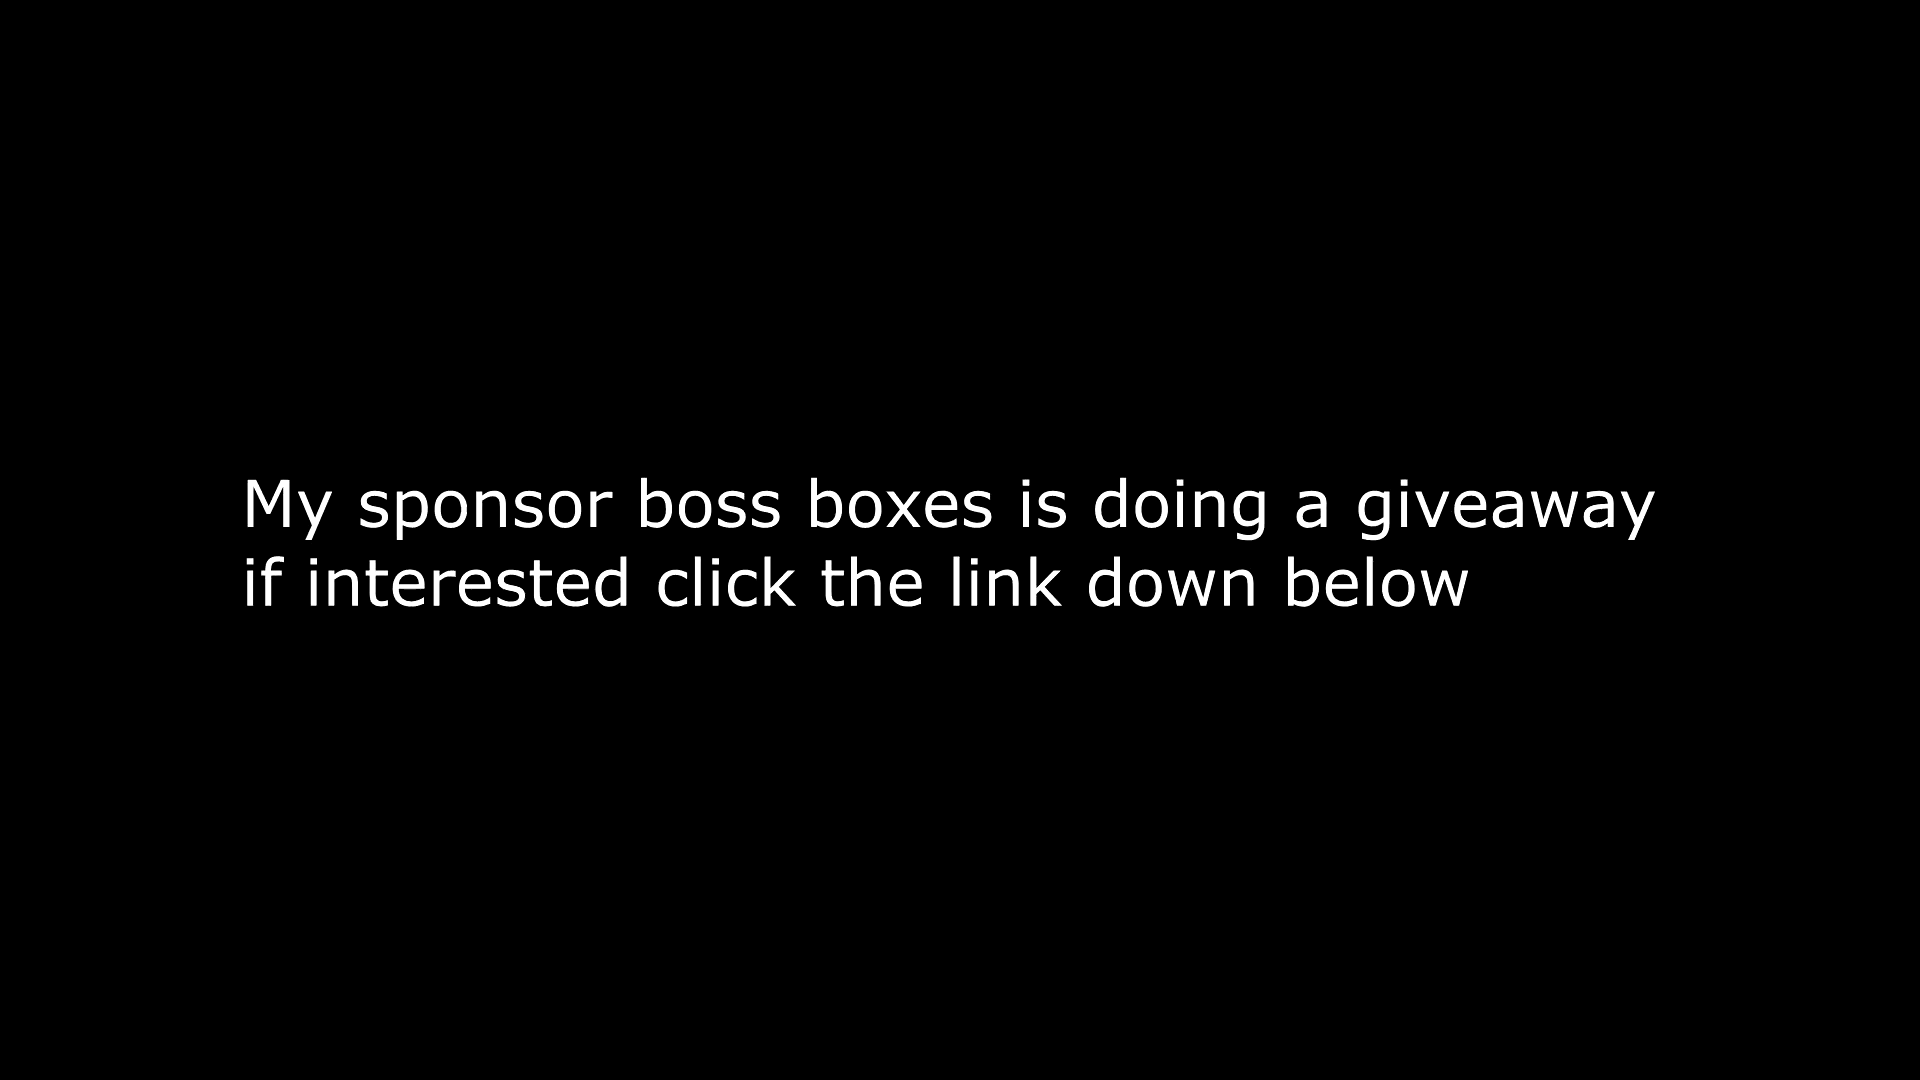 My sponsor boss boxes is doing a giveaway
if interested click the link down below